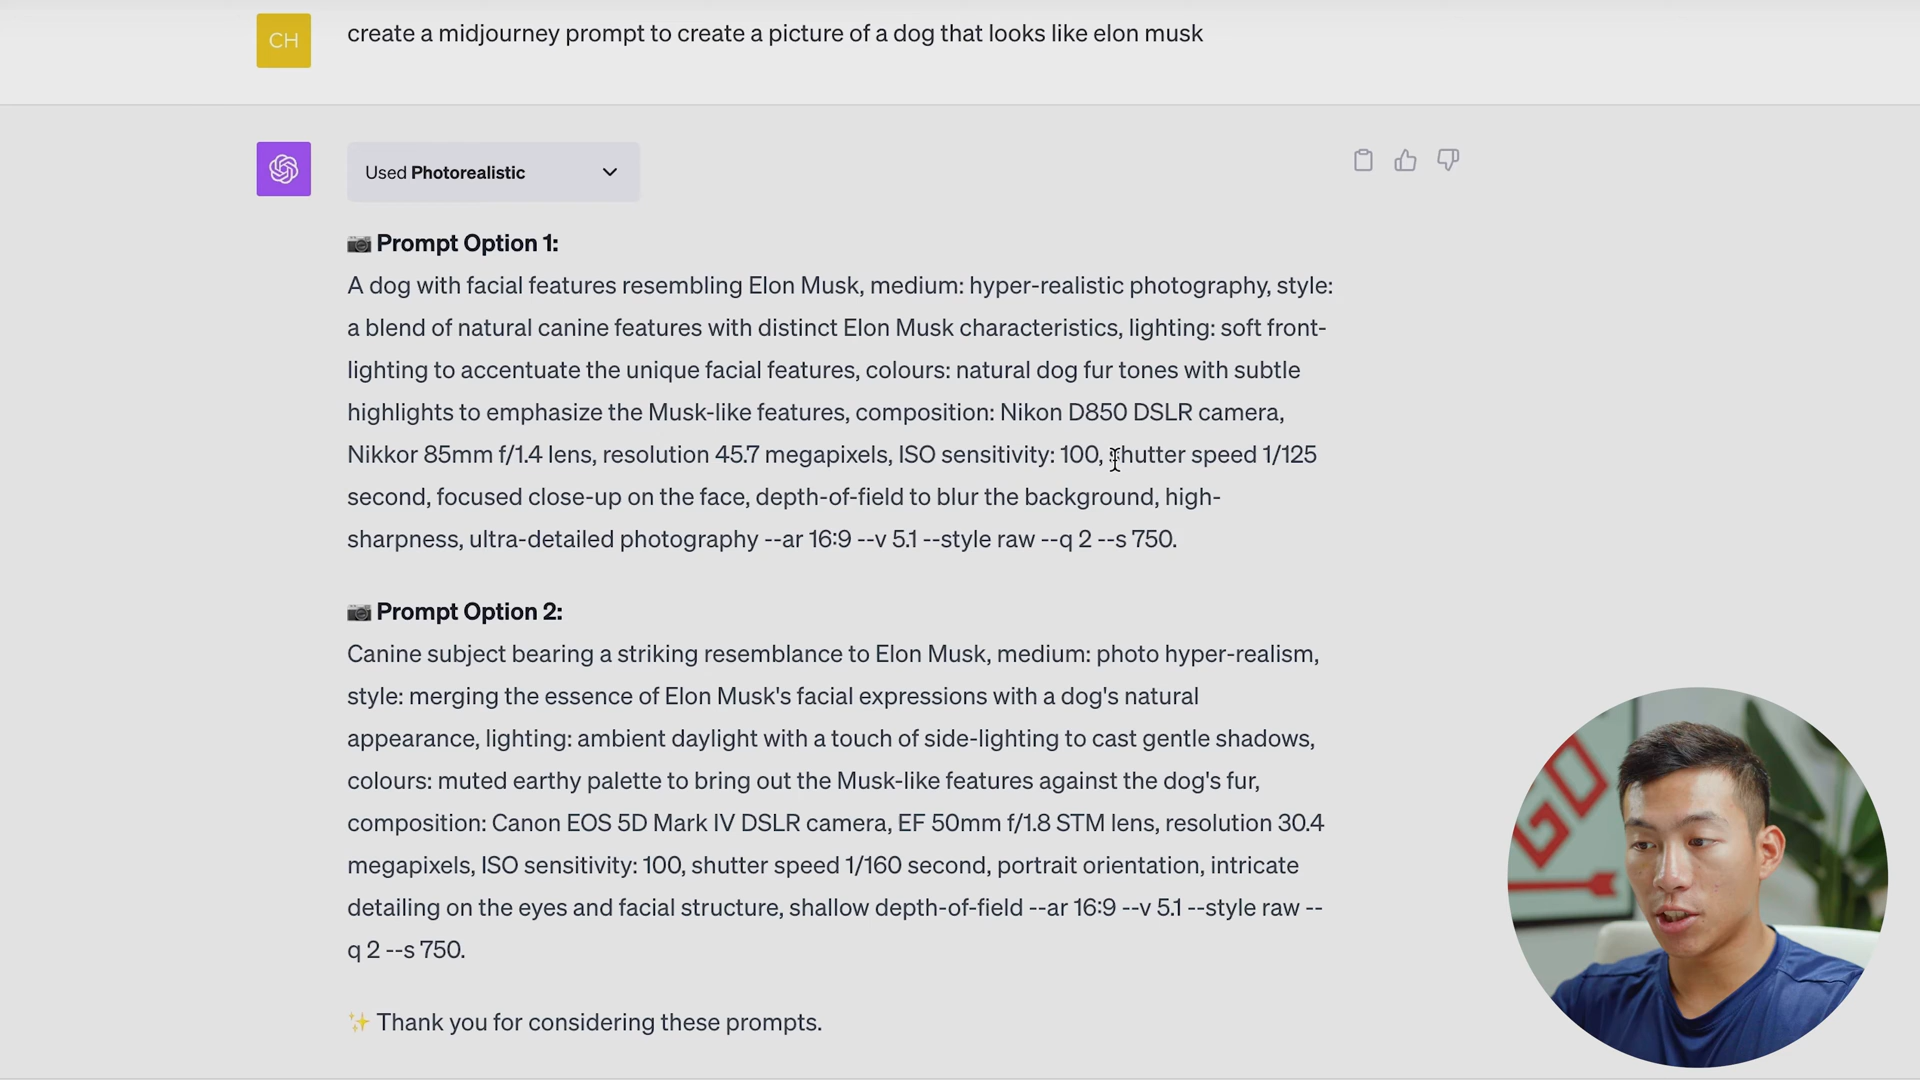 CH
create a midjourney prompt to create a picture of a dog that looks like elon musk
Used Photorealistic
📷 Prompt Option 1:
A dog with facial features resembling Elon Musk, medium: hyper-realistic photography, style:
a blend of natural canine features with distinct Elon Musk characteristics, lighting: soft front-
lighting to accentuate the unique facial features, colours: natural dog fur tones with subtle
highlights to emphasize the Musk-like features, composition: Nikon D850 DSLR camera,
Nikkor 85mm f/1.4 lens, resolution 45.7 megapixels, ISO sensitivity: 100, shutter speed 1/125
second, focused close-up on the face, depth-of-field to blur the background, high-
sharpness, ultra-detailed photography --ar 16:9 --v 5.1 --style raw --q 2 --s 750.
📷 Prompt Option 2:
Canine subject bearing a striking resemblance to Elon Musk, medium: photo hyper-realism,
style: merging the essence of Elon Musk's facial expressions with a dog's natural
appearance, lighting: ambient daylight with a touch of side-lighting to cast gentle shadows,
colours: muted earthy palette to bring out the Musk-like features against the dog's fur,
composition: Canon EOS 5D Mark IV DSLR camera, EF 50mm f/1.8 STM lens, resolution 30.4
megapixels, ISO sensitivity: 100, shutter speed 1/160 second, portrait orientation, intricate
detailing on the eyes and facial structure, shallow depth-of-field --ar 16:9 --v 5.1 --style raw --
q 2 --s 750.
✨ Thank you for considering these prompts.
GO